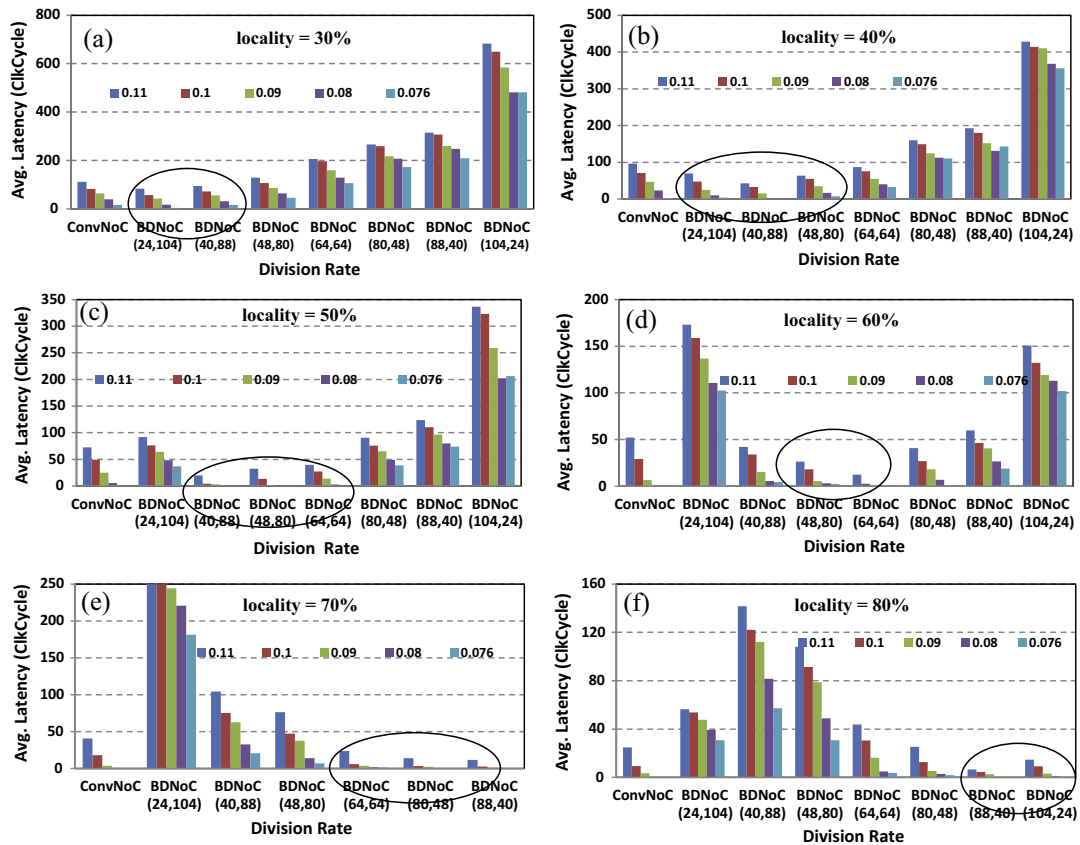 (a)
locality = 30%
Avg. Latency (ClkCycle)
800
600
400
200
0
0.11 0.1 0.09 0.08 0.076
ConvNoC BDNoC BDNoC BDNoC BDNoC BDNoC BDNoC BDNoC
(24,104) (40,88) (48,80) (64,64) (80,48) (88,40) (104,24)
Division Rate
(b)
locality = 40%
Avg. Latency (ClkCycle)
500
400
300
200
100
0
0.11 0.1 0.09 0.08 0.076
ConvNoC BDNoC BDNoC BDNoC BDNoC BDNoC BDNoC BDNoC
(24,104) (40,88) (48,80) (64,64) (80,48) (88,40) (104,24)
Division Rate
(c)
locality = 50%
Avg. Latency (ClkCycle)
350
300
250
200
150
100
50
0
0.11 0.1 0.09 0.08 0.076
ConvNoC BDNoC BDNoC BDNoC BDNoC BDNoC BDNoC BDNoC
(24,104) (40,88) (48,80) (64,64) (80,48) (88,40) (104,24)
Division Rate
(d)
locality = 60%
Avg. Latency (ClkCycle)
200
150
100
50
0
0.11 0.1 0.09 0.08 0.076
ConvNoC BDNoC BDNoC BDNoC BDNoC BDNoC BDNoC BDNoC
(24,104) (40,88) (48,80) (64,64) (80,48) (88,40) (104,24)
Division Rate
(e)
locality = 70%
Avg. Latency (ClkCycle)
250
200
150
100
50
0
0.11 0.1 0.09 0.08 0.076
ConvNoC BDNoC BDNoC BDNoC BDNoC BDNoC BDNoC
(24,104) (40,88) (48,80) (64,64) (80,48) (88,40)
Division Rate
(f)
locality = 80%
Avg. Latency (ClkCycle)
160
120
80
40
0
0.11 0.1 0.09 0.08 0.076
ConvNoC BDNoC BDNoC BDNoC BDNoC BDNoC BDNoC BDNoC
(24,104) (40,88) (48,80) (64,64) (80,48) (88,40) (104,24)
Division Rate